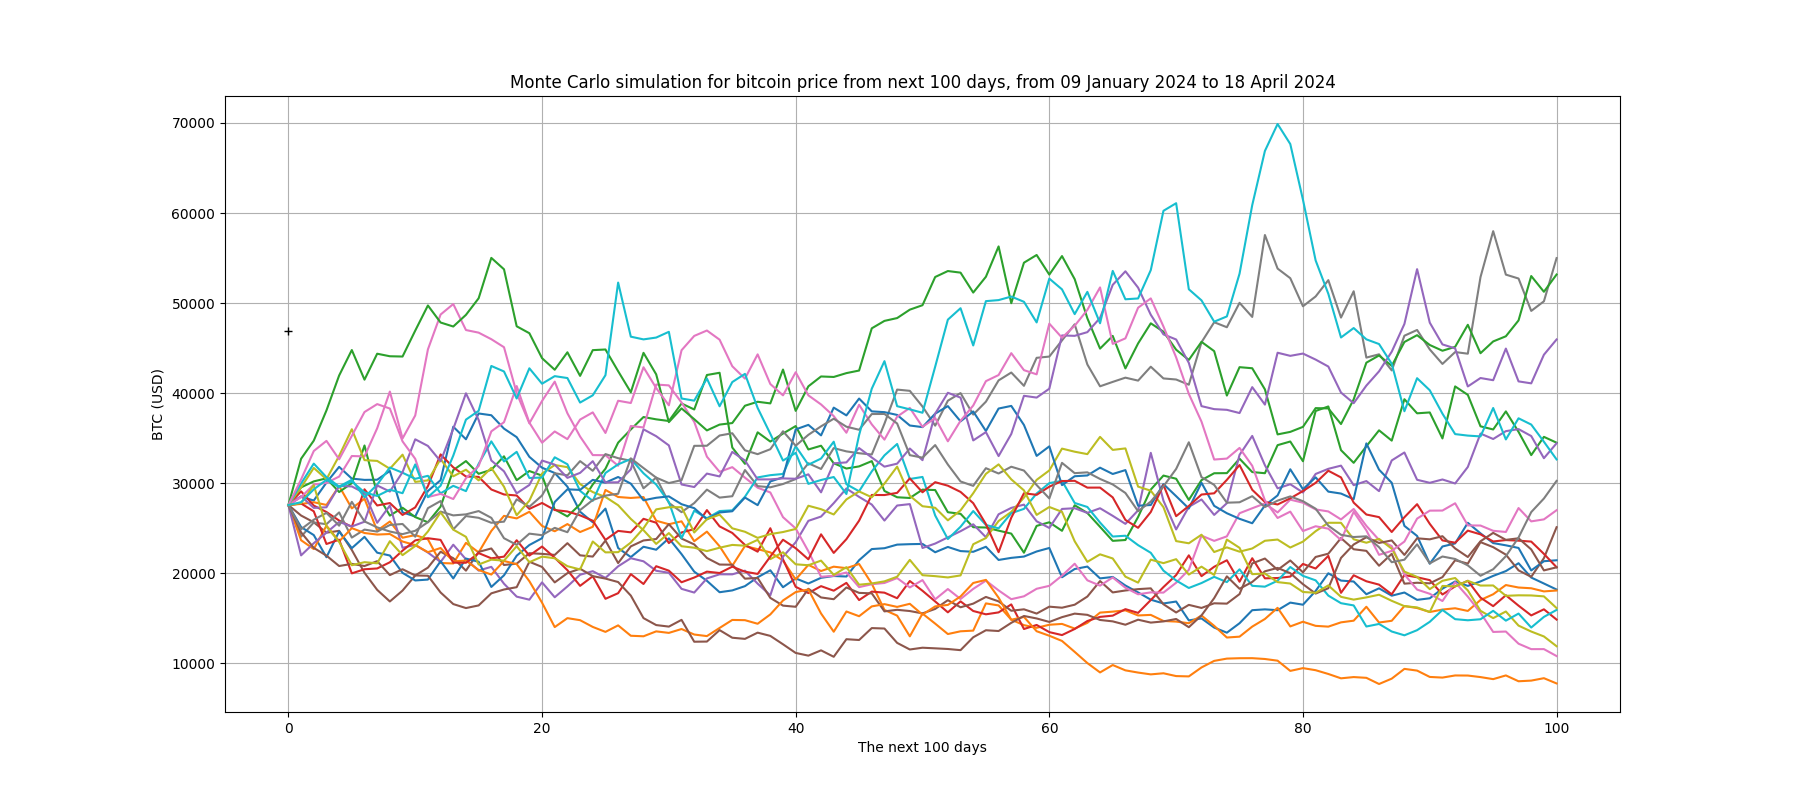 Monte Carlo simulation for bitcoin price from next 100 days, from 09 January 2024 to 18 April 2024
70000
60000
50000
40000
30000
20000
10000
BTC (USD)
0 20 40 60 80 100
The next 100 days